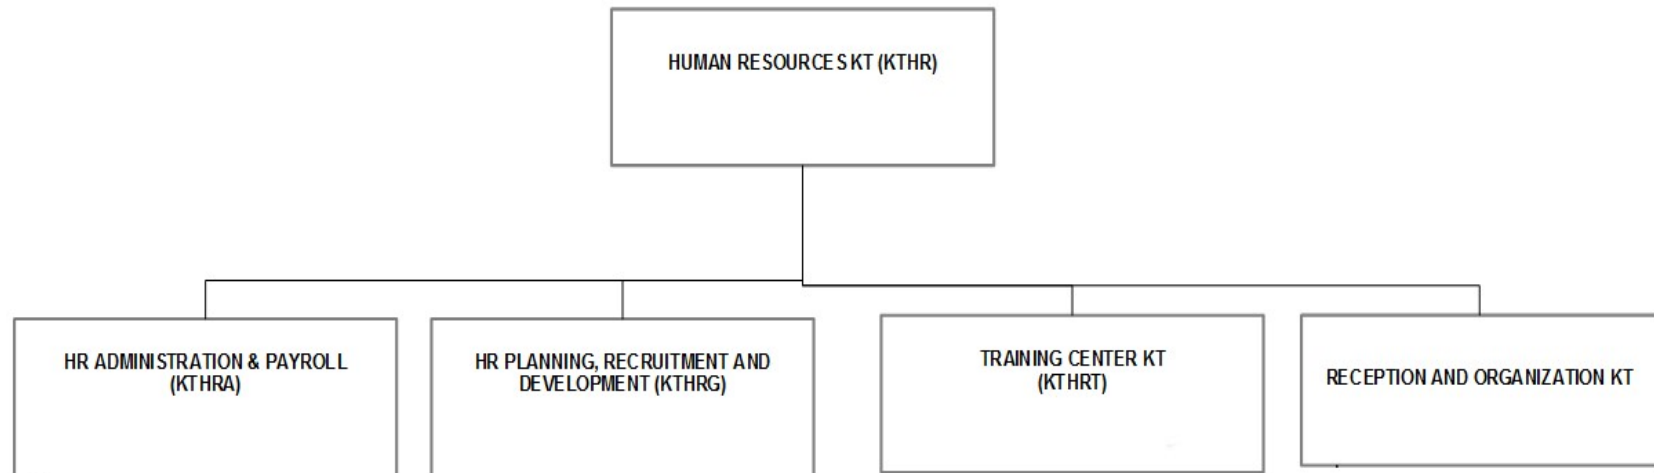 HUMAN RESOURCES KT (KTHR)
HR ADMINISTRATION & PAYROLL
(KTHRA)
HR PLANNING, RECRUITMENT AND
DEVELOPMENT (KTHRG)
TRAINING CENTER KT
(KTHRT)
RECEPTION AND ORGANIZATION KT